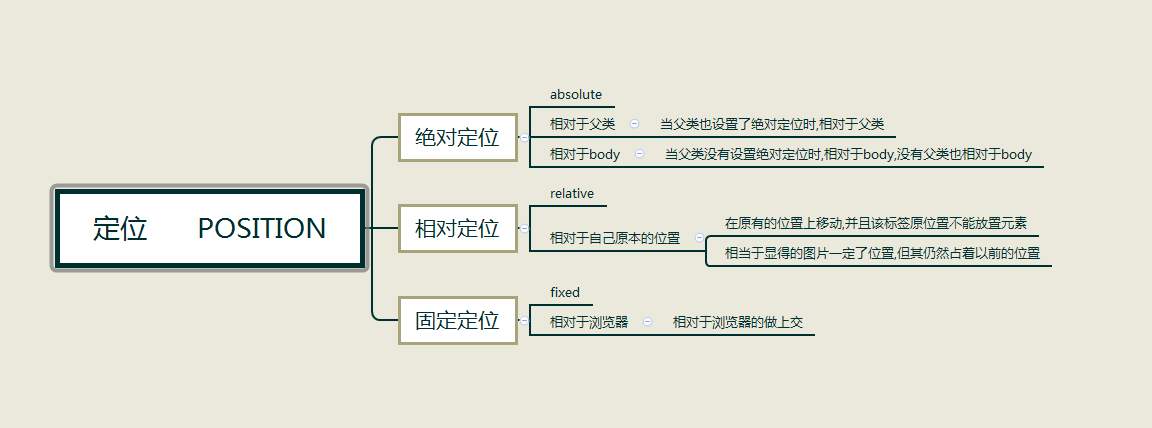 定位 POSITION
绝对定位
absolute
相对于父类
当父类也设置了绝对定位时,相对于父类
相对于body
当父类没有设置绝对定位时,相对于body,没有父类也相对于body
相对定位
relative
相对于自己原本的位置
在原有的位置上移动,并且该标签原位置不能放置元素
相当于显得的图片一定了位置,但其仍然占着以前的位置
固定定位
fixed
相对于浏览器
相对于浏览器的做上交